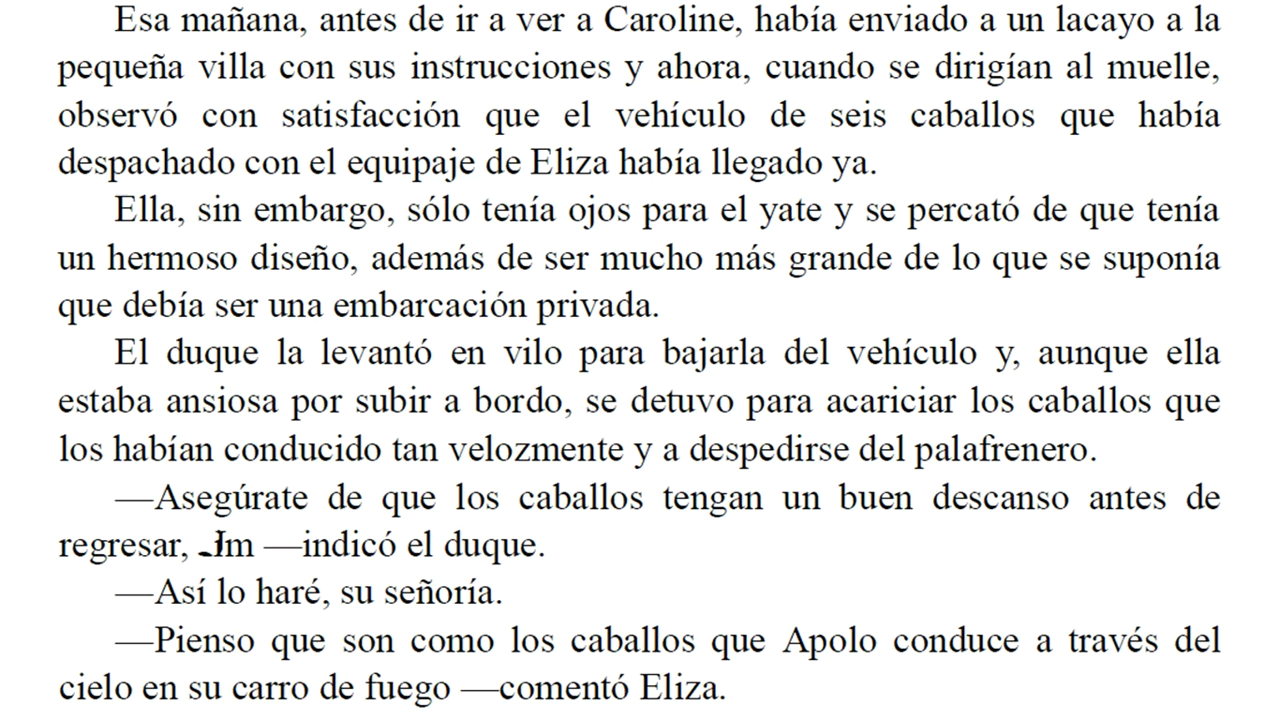 Esa mañana, antes de ir a ver a Caroline, había enviado a un lacayo a la
pequeña villa con sus instrucciones y ahora, cuando se dirigían al muelle,
observó con satisfacción que el vehículo de seis caballos que había
despachado con el equipaje de Eliza había llegado ya.
Ella, sin embargo, sólo tenía ojos para el yate y se percató de que tenía
un hermoso diseño, además de ser mucho más grande de lo que se suponía
que debía ser una embarcación privada.
El duque la levantó en vilo para bajarla del vehículo y, aunque ella
estaba ansiosa por subir a bordo, se detuvo para acariciar los caballos que
los habían conducido tan velozmente y a despedirse del palafrenero.
—Asegúrate de que los caballos tengan un buen descanso antes de
regresar, —indicó el duque.
—Así lo haré, su señoría.
—Pienso que son como los caballos que Apolo conduce a través del
cielo en su carro de fuego —comentó Eliza.